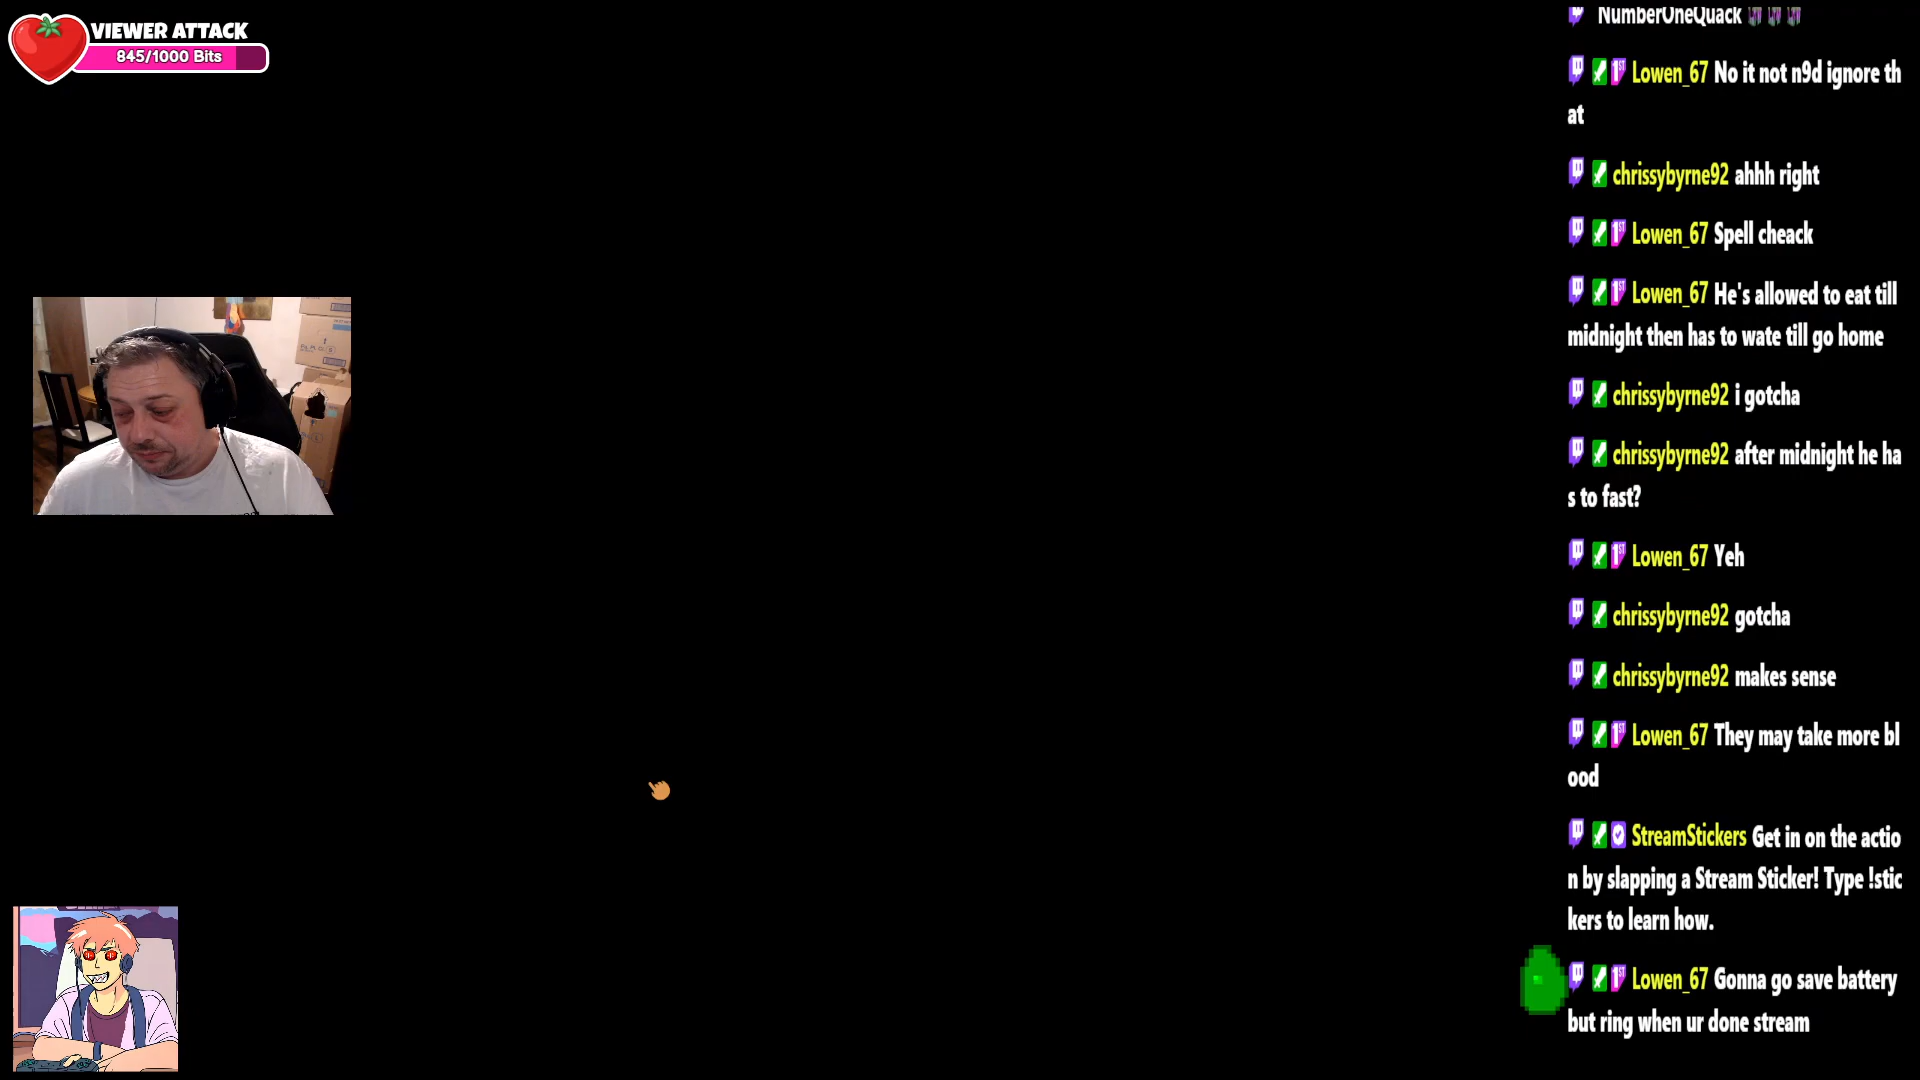 VIEWER ATTACK
845/1000 Bits
NumberOneQuack
Lowen_67 No it not n9d ignore th
at
chrissybyrne92 ahhh right
Lowen_67 Spell cheack
Lowen_67 He's allowed to eat till
midnight then has to wate till go home
chrissybyrne92 i gotcha
chrissybyrne92 after midnight he ha
s to fast?
Lowen_67 Yeh
chrissybyrne92 gotcha
chrissybyrne92 makes sense
Lowen_67 They may take more bl
ood
StreamStickers Get in on the actio
n by slapping a Stream Sticker! Type !stic
kers to learn how.
Lowen_67 Gonna go save battery
but ring when ur done stream